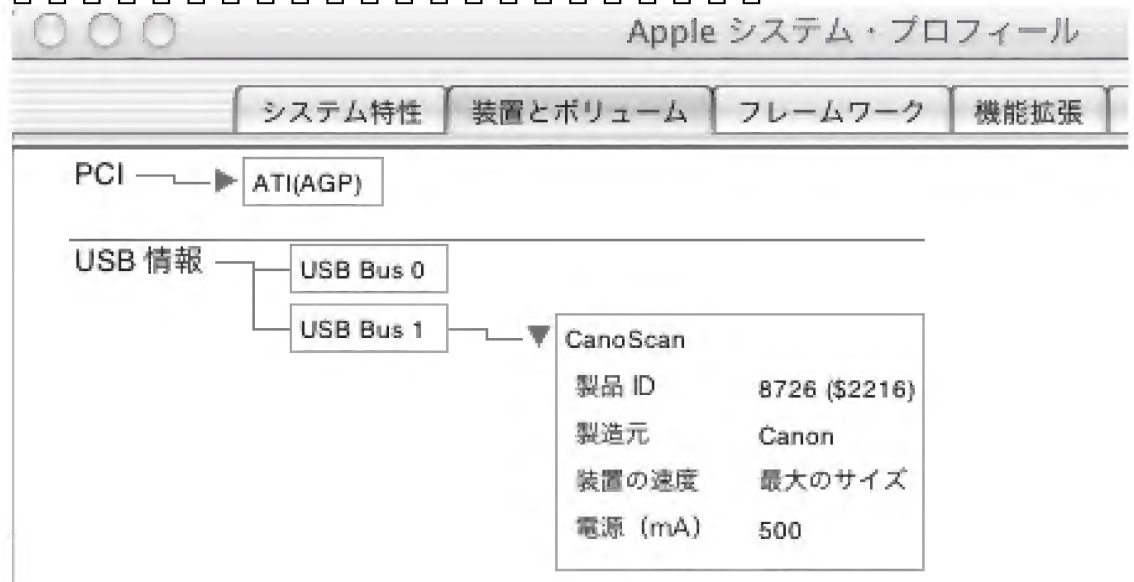 Apple システム・プロフィール
システム特性 装置とボリューム フレームワーク 機能拡張
PCI ATI(AGP)
USB 情報 USB Bus 0
USB Bus 1
CanoScan
製品 ID 8726 ($2216)
製造元 Canon
装置の速度 最大のサイズ
電源（mA） 500